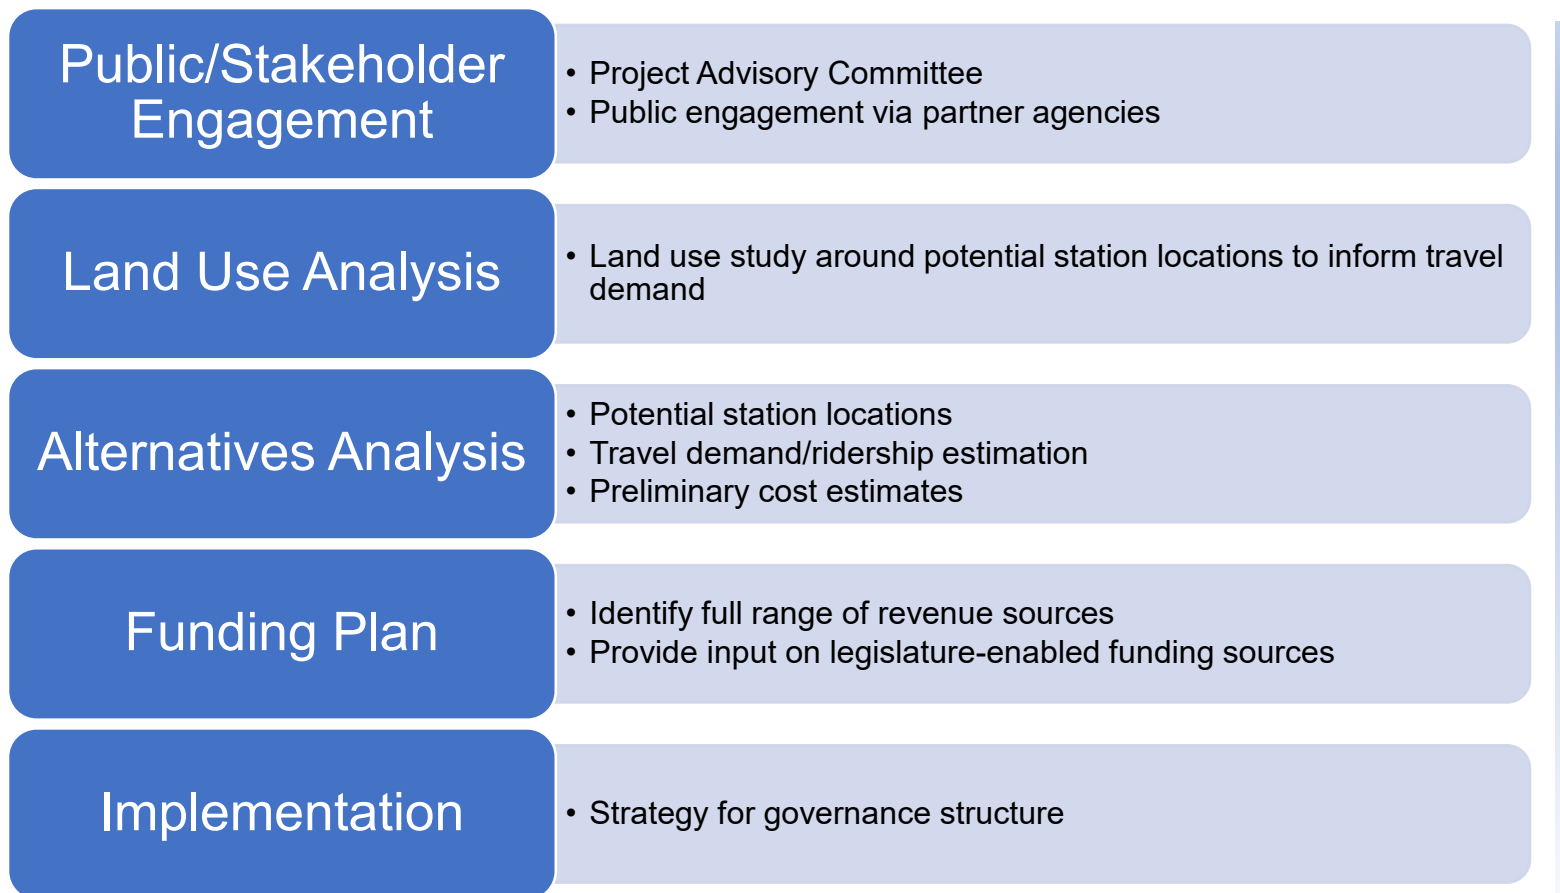 Public/Stakeholder
Engagement
• Project Advisory Committee
• Public engagement via partner agencies
Land Use Analysis
• Land use study around potential station locations to inform travel
demand
Alternatives Analysis
• Potential station locations
• Travel demand/ridership estimation
• Preliminary cost estimates
Funding Plan
• Identify full range of revenue sources
• Provide input on legislature-enabled funding sources
Implementation
• Strategy for governance structure